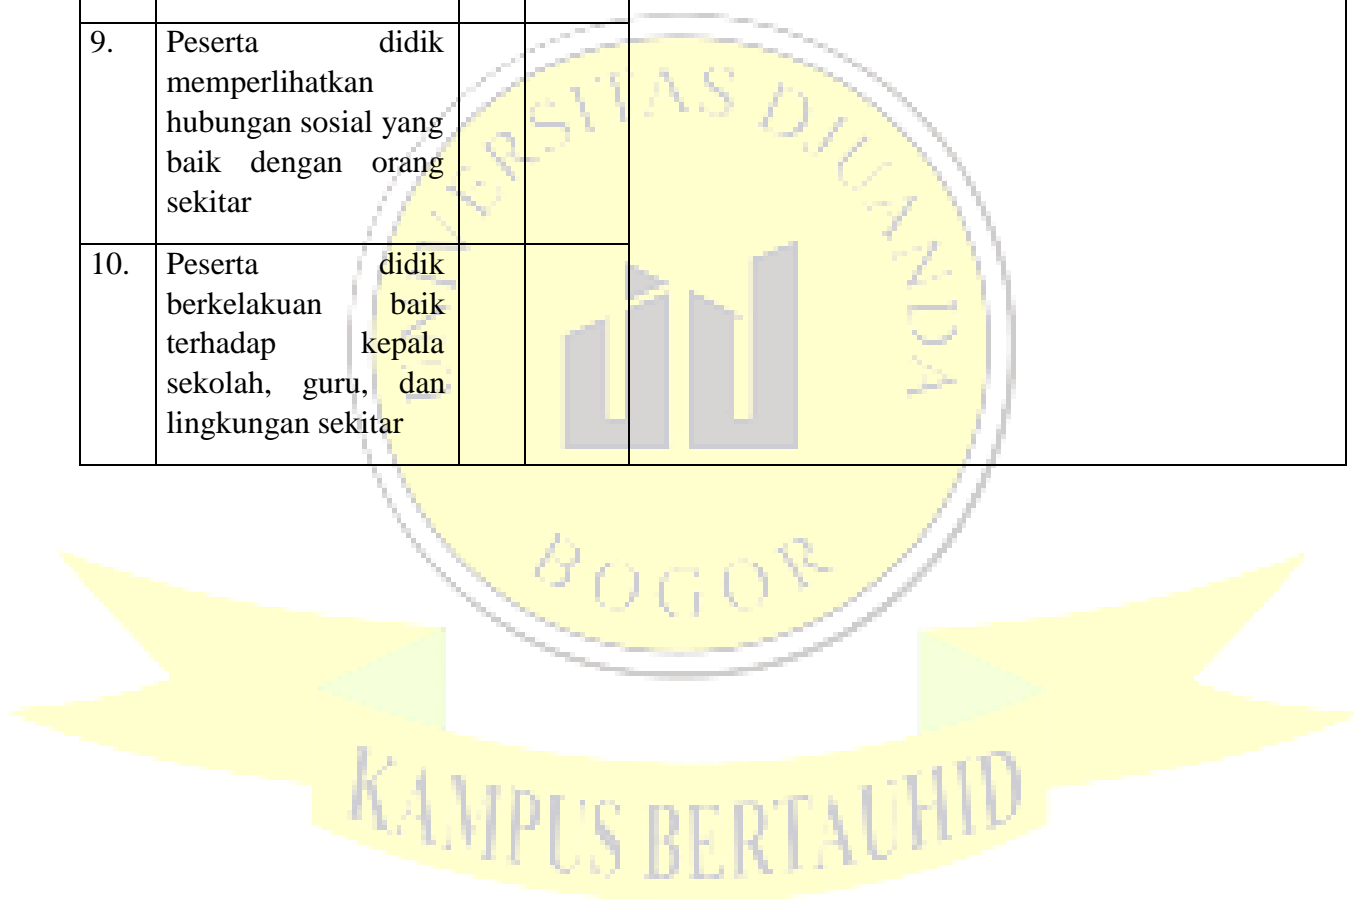 9. Peserta didik
memperlihatkan
hubungan sosial yang
baik dengan orang
sekitar
10. Peserta didik
berkelakuan baik
terhadap kepala
sekolah, guru, dan
lingkungan sekitar
UNIVERSITAS DJUANDA
BOGOR
KAMPUS BERTAUHID